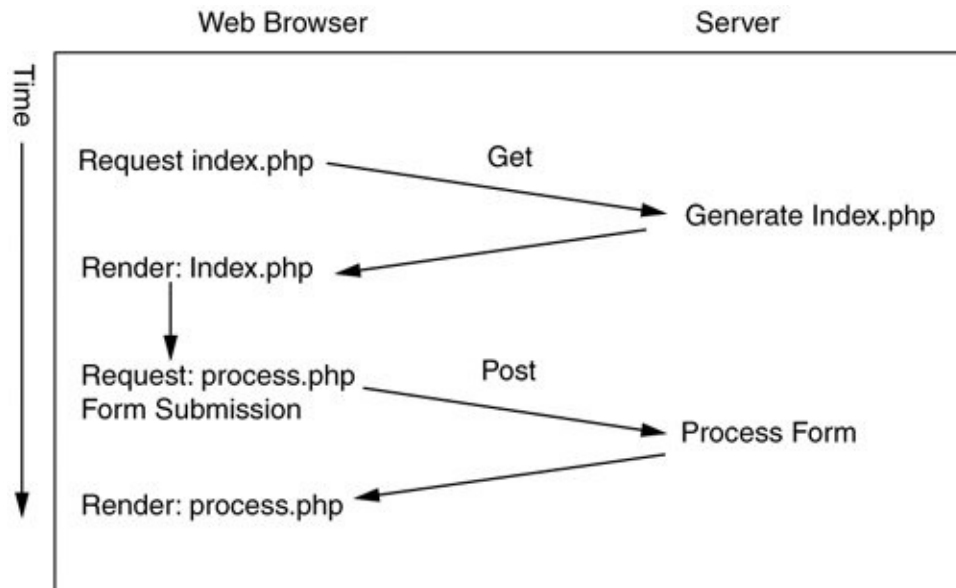 Web Browser
Server
Time
Request index.php
Get
Generate Index.php
Render: Index.php
Request: process.php
Form Submission
Post
Process Form
Render: process.php